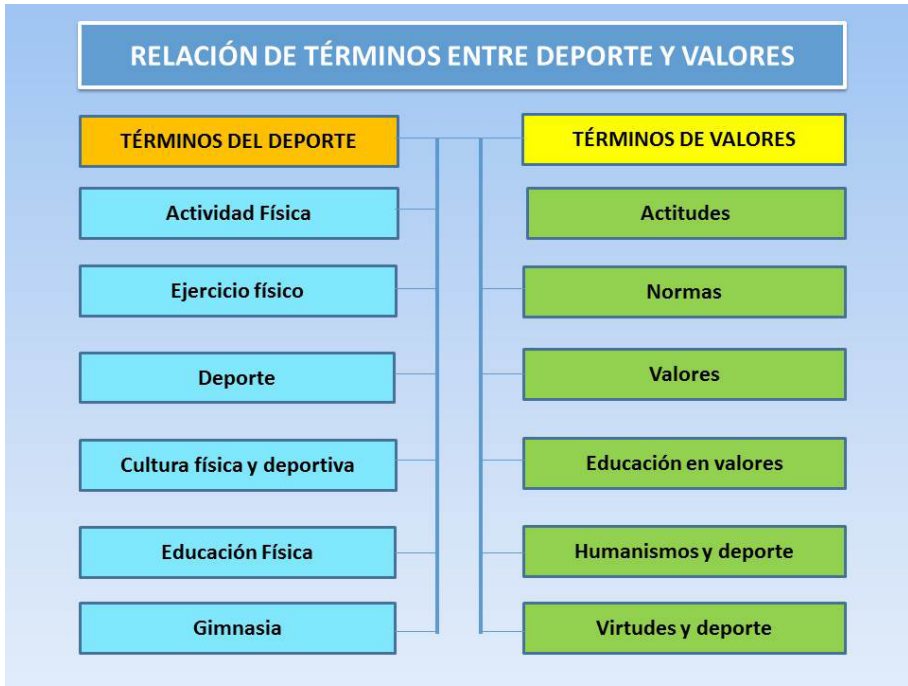 RELACIÓN DE TÉRMINOS ENTRE DEPORTE Y VALORES
TÉRMINOS DEL DEPORTE
Actividad Física
Ejercicio físico
Deporte
Cultura física y deportiva
Educación Física
Gimnasia
TÉRMINOS DE VALORES
Actitudes
Normas
Valores
Educación en valores
Humanismos y deporte
Virtudes y deporte